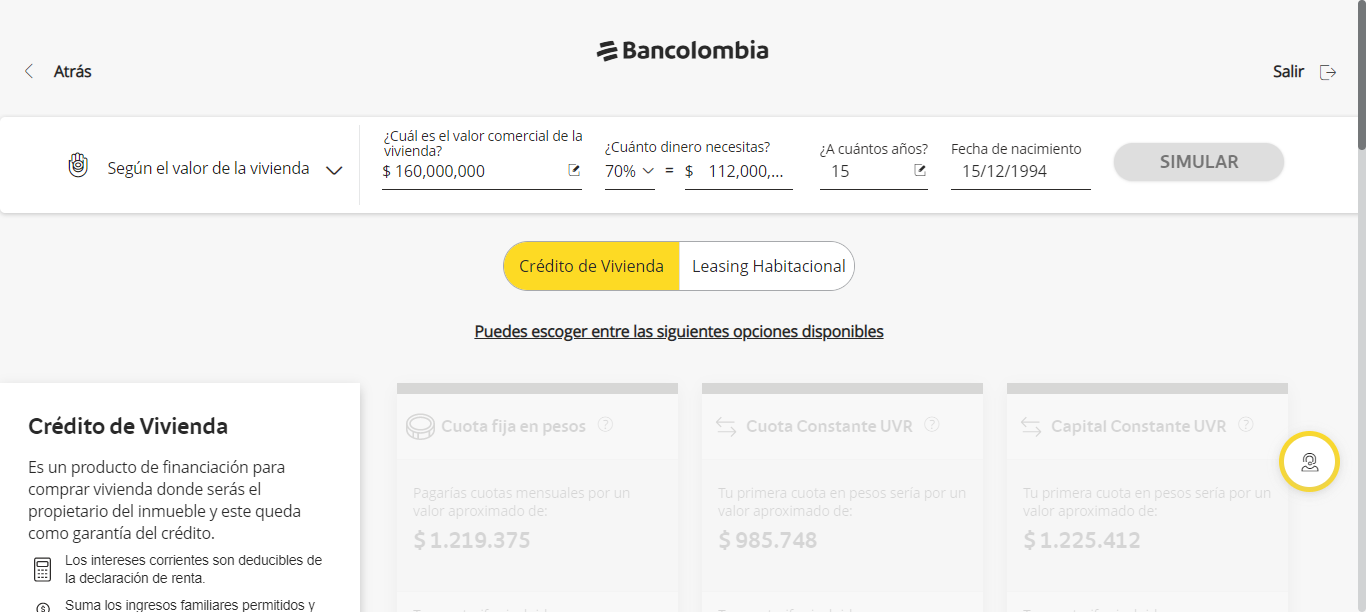 Bancolombia
Atrás
Salir
Según el valor de la vivienda
¿Cuál es el valor comercial de la
vivienda?
$ 160,000,000
¿Cuánto dinero necesitas?
70% = $ 112,000,...
¿A cuántos años?
15
Fecha de nacimiento
15/12/1994
SIMULAR
Crédito de Vivienda
Leasing Habitacional
Puedes escoger entre las siguientes opciones disponibles
Crédito de Vivienda
Es un producto de financiación para
comprar vivienda donde serás el
propietario del inmueble y este queda
como garantía del crédito.
Los intereses corrientes son deducibles de
la declaración de renta.
Suma los ingresos familiares permitidos y
Cuota fija en pesos ?
Pagarías cuotas mensuales por un
valor aproximado de:
$ 1.219.375
Cuota Constante UVR ?
Tu primera cuota en pesos sería por un
valor aproximado de:
$ 985.748
Capital Constante UVR ?
Tu primera cuota en pesos sería por un
valor aproximado de:
$ 1.225.412